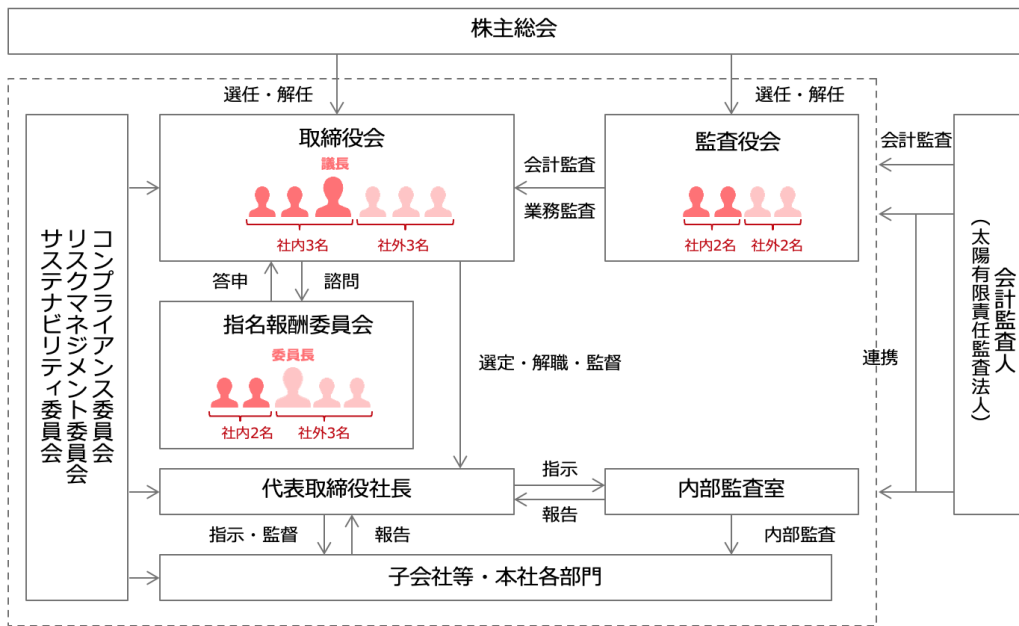 株主総会
選任・解任
選任・解任
取締役会
議長
社内3名
社外3名
会計監査
業務監査
監査役会
社内2名
社外2名
会計監査
答申
諮問
指名報酬委員会
委員長
社内2名
社外3名
選定・解職・監督
連携
会計監査人
（太陽有限責任監査法人）
コンプライアンス委員会
リスクマネジメント委員会
サステナビリティ委員会
代表取締役社長
指示
報告
内部監査室
指示・監督
報告
内部監査
子会社等・本社各部門